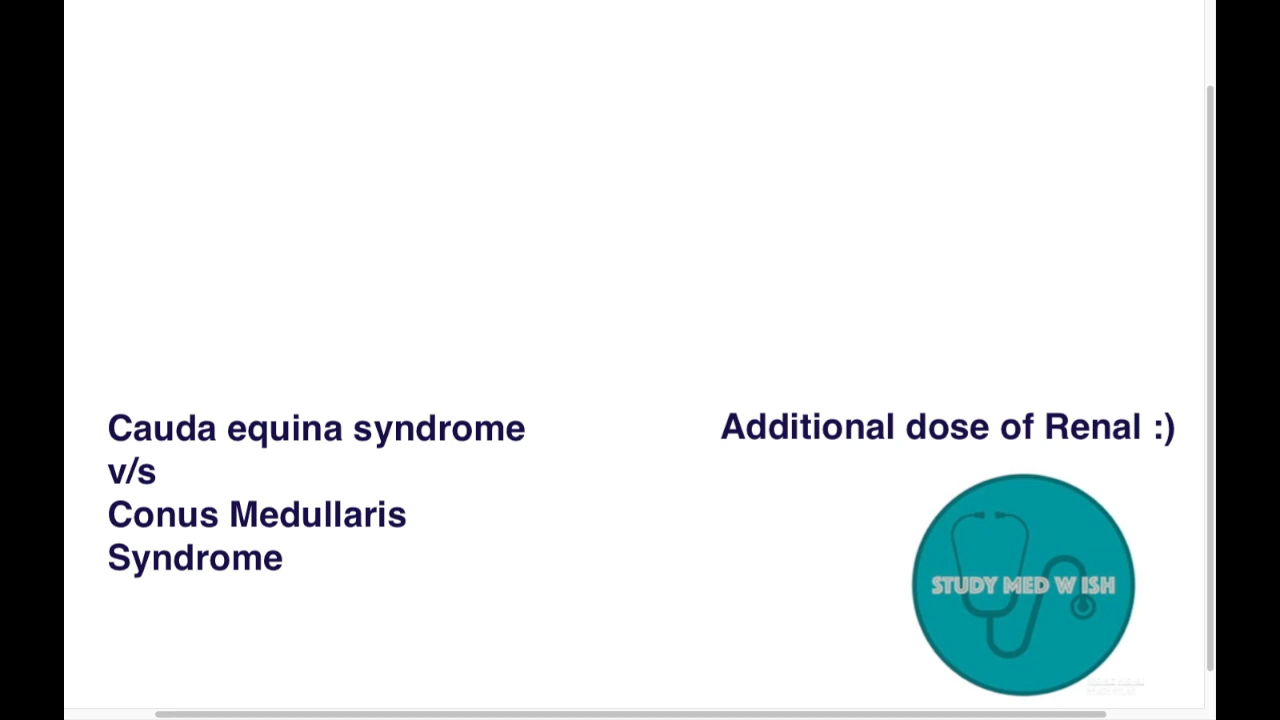 Cauda equina syndrome
v/s
Conus Medullaris
Syndrome
Additional dose of Renal :)
STUDY MED W ISH